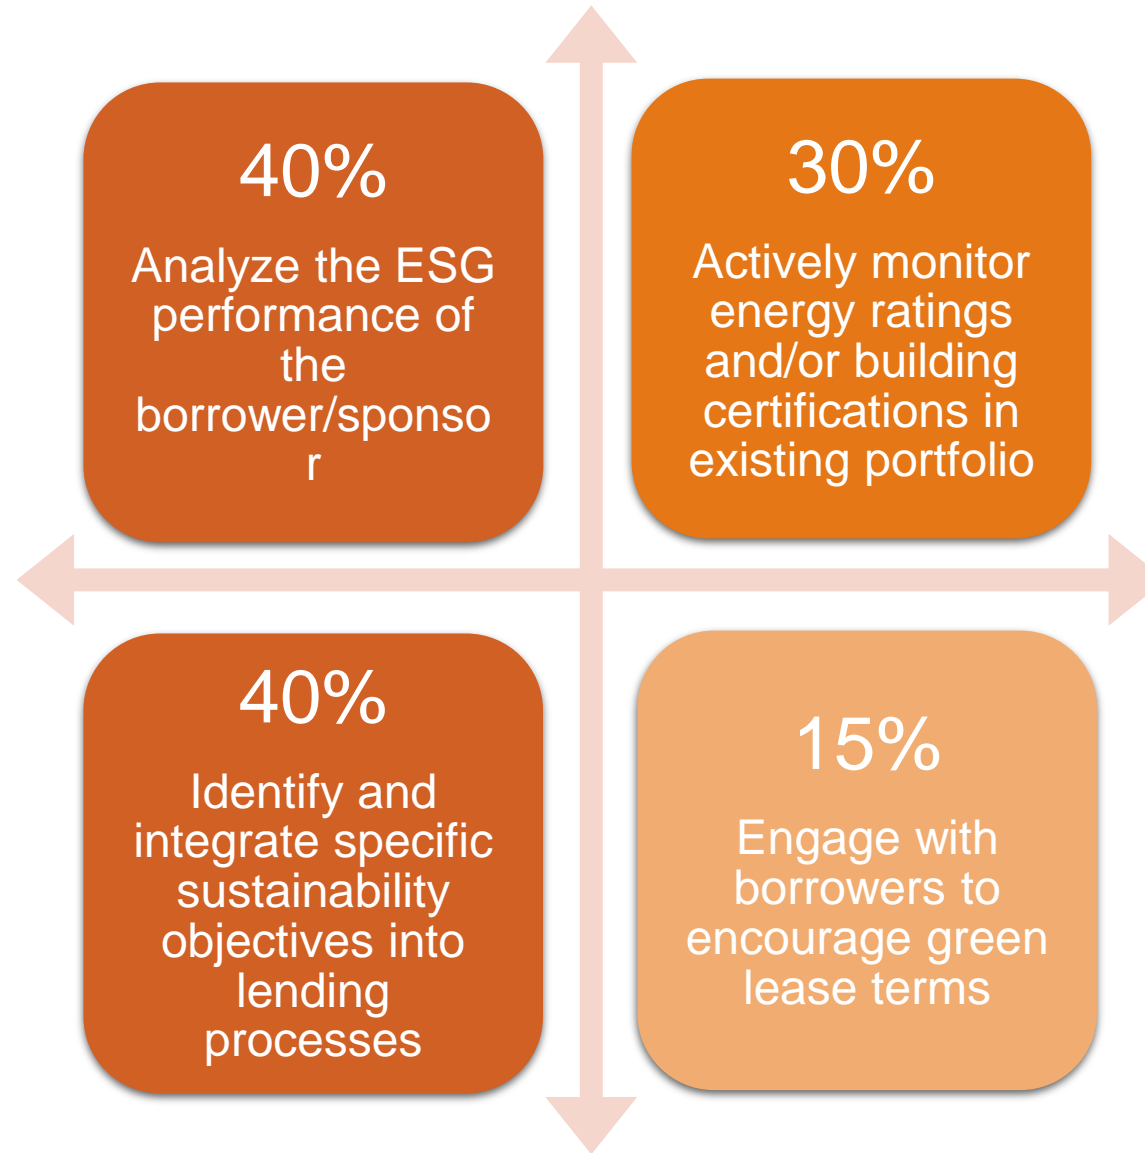 40%
Analyze the ESG
performance of
the
borrower/sponso
r
30%
Actively monitor
energy ratings
and/or building
certifications in
existing portfolio
40%
Identify and
integrate specific
sustainability
objectives into
lending
processes
15%
Engage with
borrowers to
encourage green
lease terms